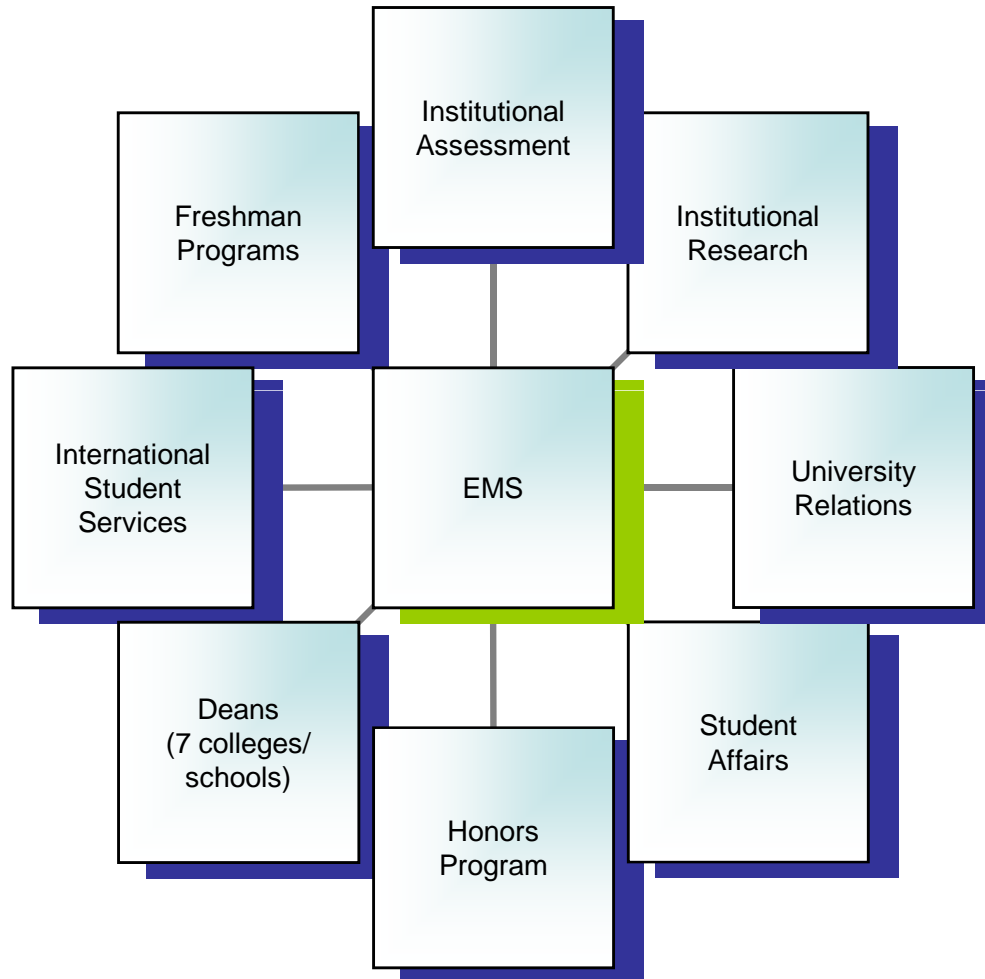 Institutional
Assessment
Freshman
Programs
Institutional
Research
International
Student
Services
EMS
University
Relations
Deans
(7 colleges/
schools)
Student
Affairs
Honors
Program